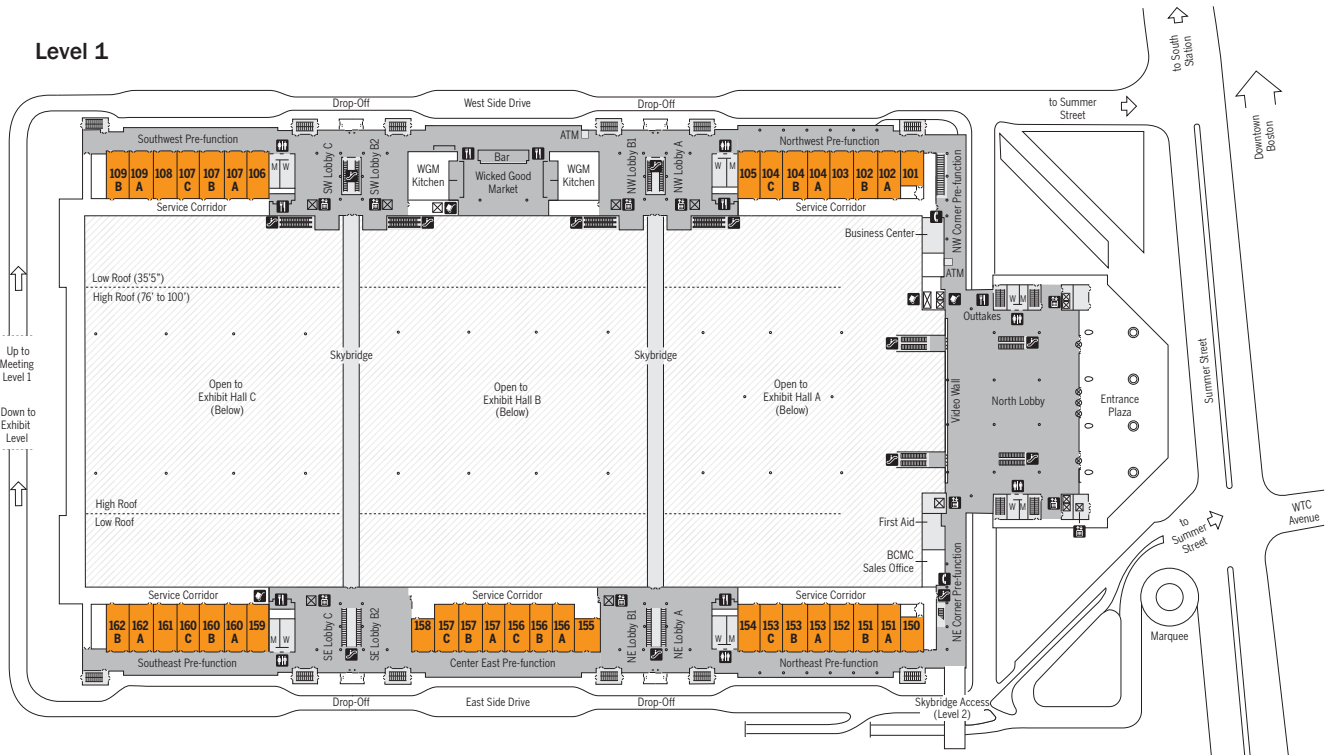 Level 1
to South
Station
Downtown
Boston
Drop-Off
West Side Drive
Drop-Off
to Summer
Street
Southwest Pre-function
SW Lobby C
SW Lobby B2
ATM
NW Lobby B1
NW Lobby A
Northwest Pre-function
NW Corner Pre-function
109
B
109
A
108
107
C
107
B
107
A
106
M W
WGM
Kitchen
Bar
Wicked Good
Market
WGM
Kitchen
W M
105
104
C
104
B
104
A
103
102
B
102
A
101
Service Corridor
Service Corridor
Business Center
ATM
Low Roof (35'5")
High Roof (76' to 100')
W M
Outtakes
Up to
Meeting
Level 1
Down to
Exhibit
Level
Skybridge
Skybridge
Open to
Exhibit Hall C
(Below)
Open to
Exhibit Hall B
(Below)
Open to
Exhibit Hall A
(Below)
Video Wall
North Lobby
Entrance
Plaza
Summer Street
High Roof
Low Roof
W M
First Aid
BCMC
Sales Office
NE Corner Pre-function
to
Summer
Street
WTC
Avenue
Service Corridor
Service Corridor
Service Corridor
162
B
162
A
161
160
C
160
B
160
A
159
M W
SE Lobby C
SE Lobby B2
158
157
C
157
B
157
A
156
C
156
B
156
A
155
NE Lobby B1
NE Lobby A
W M
154
153
C
153
B
153
A
152
151
B
151
A
150
Southeast Pre-function
Center East Pre-function
Northeast Pre-function
Marquee
Drop-Off
East Side Drive
Drop-Off
Skybridge Access
(Level 2)